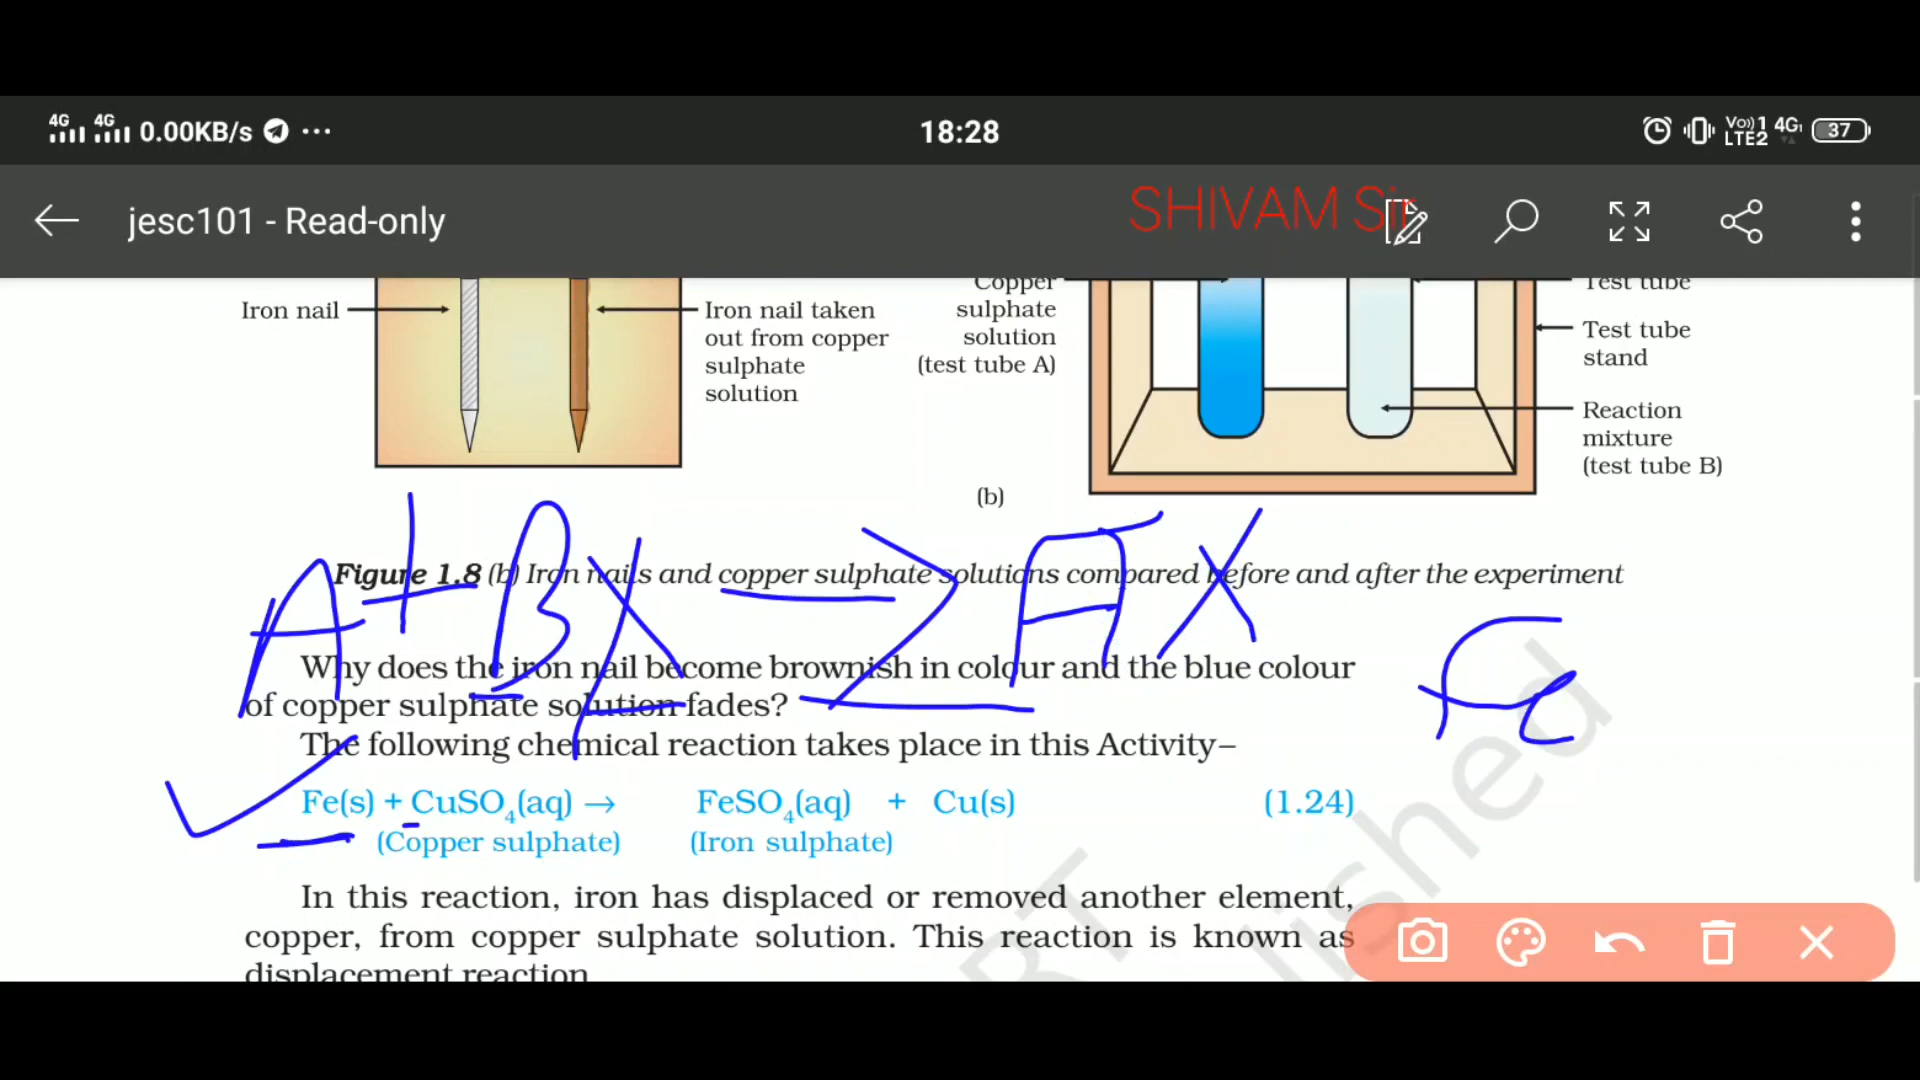 4G 4G 0.00KB/s ••• 18:28 Vo)) 1 LTE2 4G 37
jesc101 - Read-only SHIVAM Sir
Iron nail
Iron nail taken
out from copper
sulphate
solution
Copper
sulphate
solution
(test tube A)
Test tube
Test tube
stand
Reaction
mixture
(test tube B)
(b)
A + BX → AX
Figure 1.8 (b) Iron nails and copper sulphate solutions compared before and after the experiment
Fe
Why does the iron nail become brownish in colour and the blue colour
of copper sulphate solution fades?
The following chemical reaction takes place in this Activity–
Fe(s) + CuSO₄(aq) → FeSO₄(aq) + Cu(s) (1.24)
(Copper sulphate) (Iron sulphate)
In this reaction, iron has displaced or removed another element,
copper, from copper sulphate solution. This reaction is known as
displacement reaction